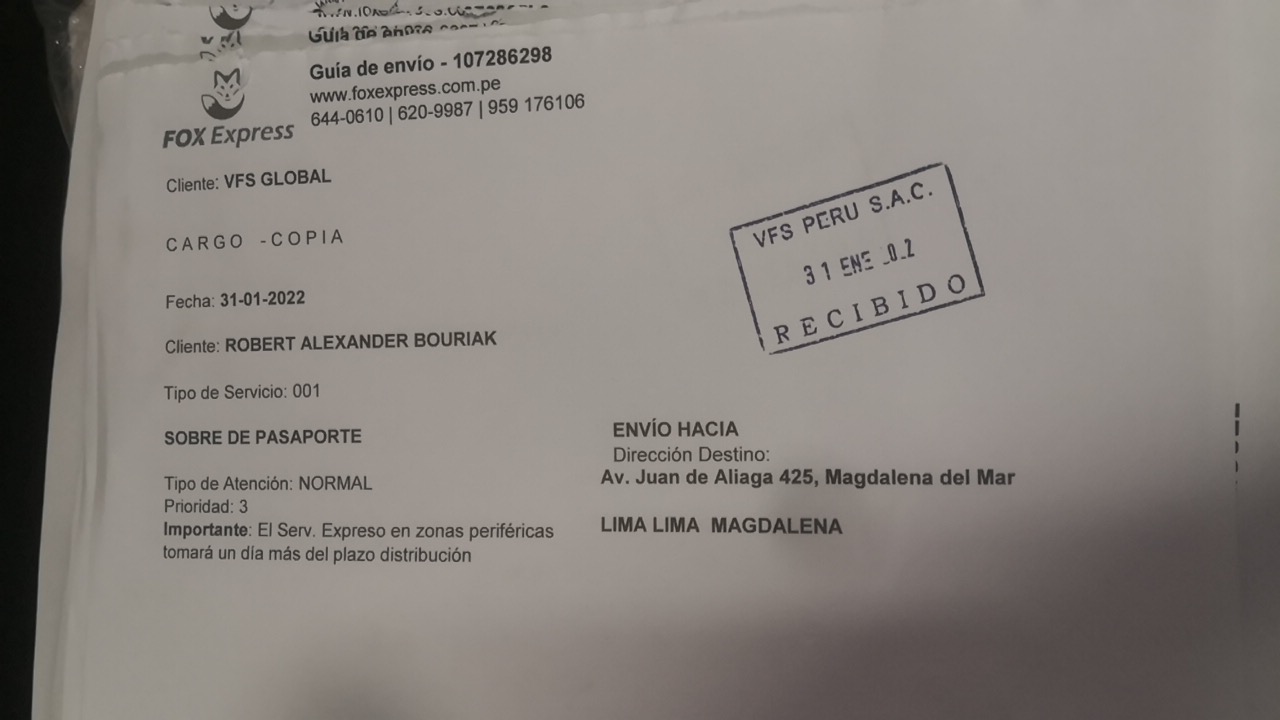 Guía de envío - 107286298
www.foxexpress.com.pe
644-0610 | 620-9987 | 959 176106
FOX Express
Cliente: VFS GLOBAL
CARGO -COPIA
Fecha: 31-01-2022
Cliente: ROBERT ALEXANDER BOURIAK
Tipo de Servicio: 001
SOBRE DE PASAPORTE
Tipo de Atención: NORMAL
Prioridad: 3
Importante: El Serv. Expreso en zonas periféricas
tomará un día más del plazo distribución
VFS PERU S.A.C.
31 ENE
RECIBIDO
ENVÍO HACIA
Dirección Destino:
Av. Juan de Aliaga 425, Magdalena del Mar
LIMA LIMA MAGDALENA